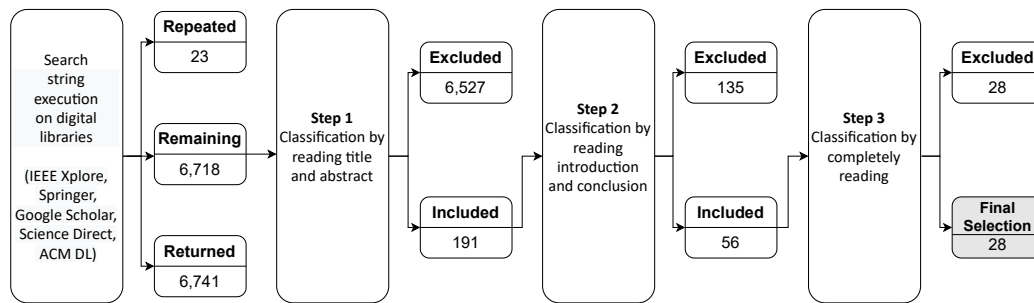 Search
string
execution
on digital
libraries
(IEEE Xplore,
Springer,
Google Scholar,
Science Direct,
ACM DL)
Repeated
23
Remaining
6,718
Returned
6,741
Step 1
Classification by
reading title
and abstract
Excluded
6,527
Included
191
Step 2
Classification by
reading
introduction
and conclusion
Excluded
135
Included
56
Step 3
Classification by
completely
reading
Excluded
28
Final
Selection
28